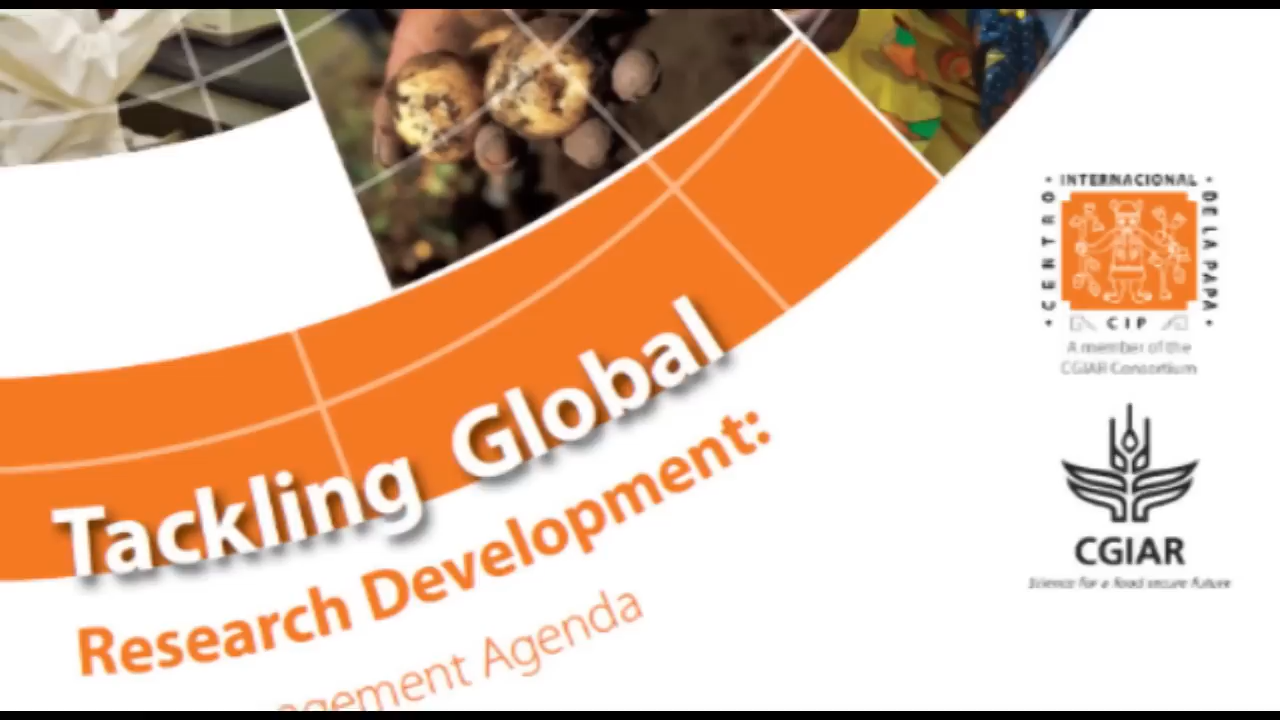 Tackling Global
Research Development:
ngement Agenda
• INTERNACIONAL •
• CENTRO
DE LA PAPA •
CIP
A member of the
CGIAR Consortium
CGIAR
Science for a food secure future